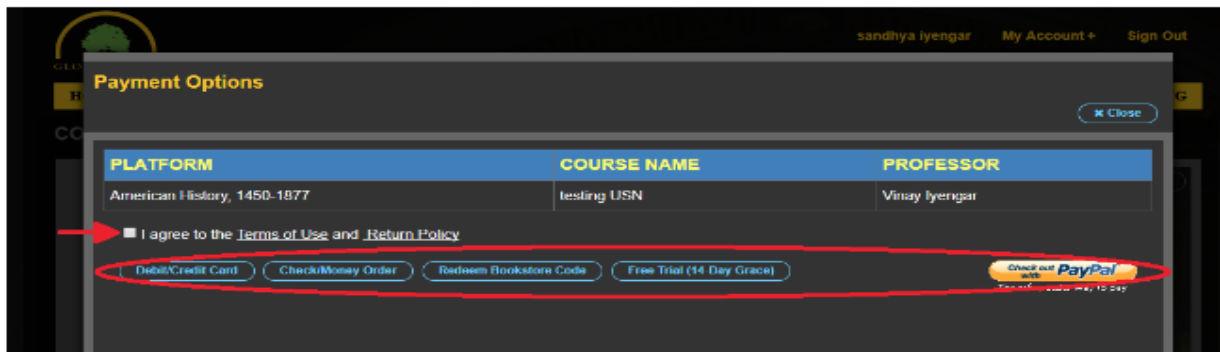 sandhya iyengar My Account + Sign Out
GLO
Payment Options
H G
✖ Close
CO
PLATFORM COURSE NAME PROFESSOR
American History, 1450-1877 testing USN Vinay Iyengar
I agree to the Terms of Use and Return Policy
Debit/Credit Card Check/Money Order Redeem Bookstore Code Free Trial (14 Day Grace) Check out with PayPal